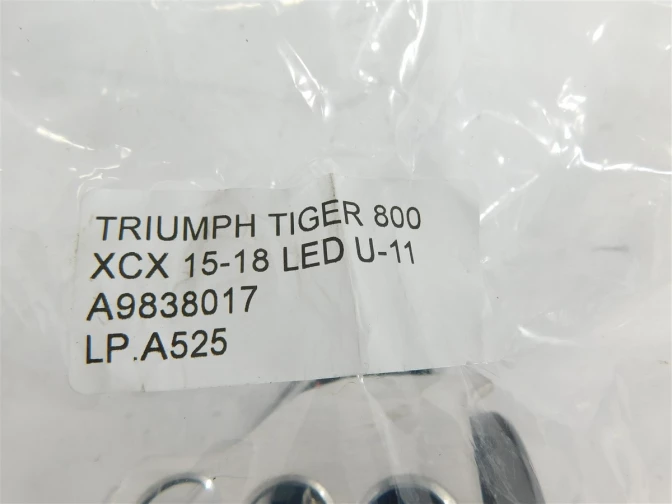 TRIUMPH TIGER 800
XCX 15-18 LED U-11
A9838017
LP.A525